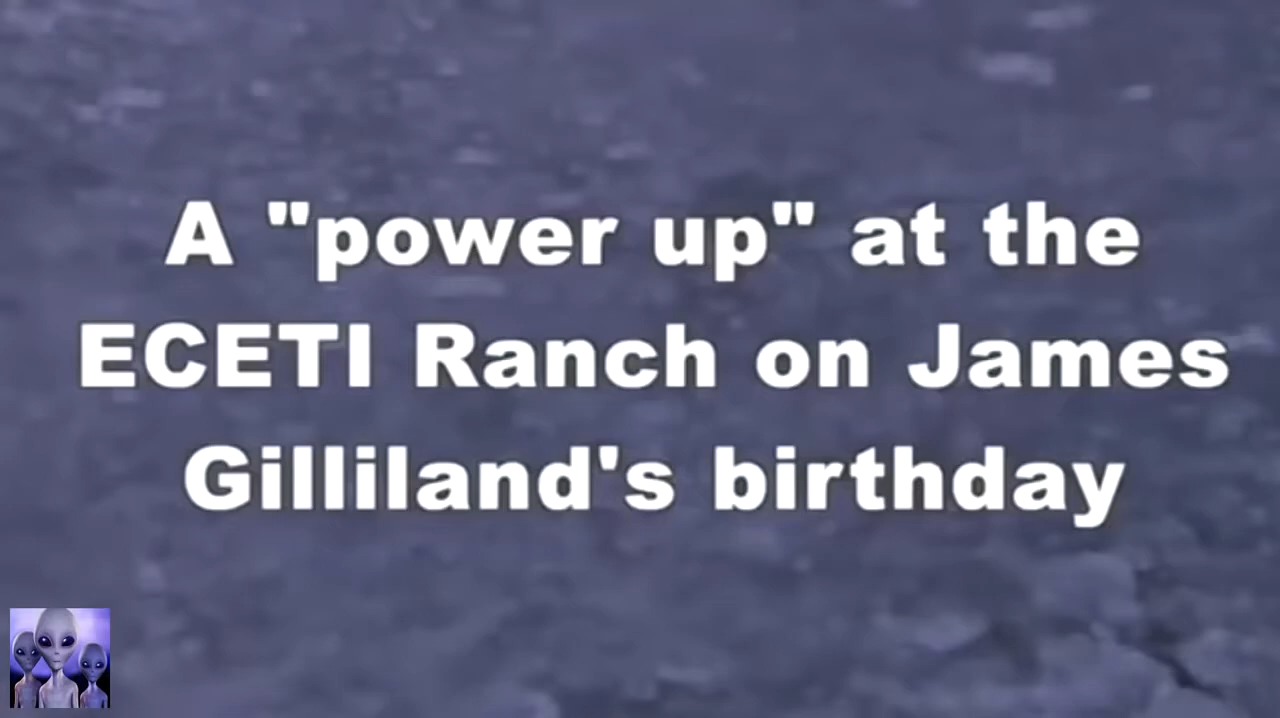 A "power up" at the
ECETI Ranch on James
Gilliland's birthday